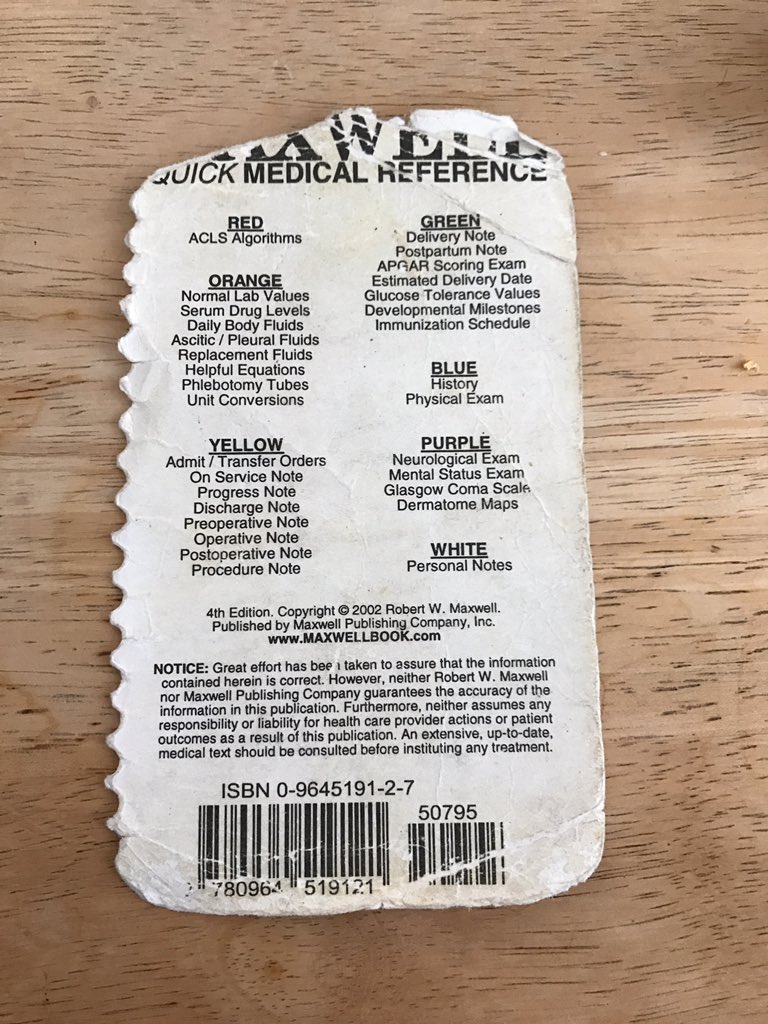 MAXWELL
QUICK MEDICAL REFERENCE
RED
ACLS Algorithms
ORANGE
Normal Lab Values
Serum Drug Levels
Daily Body Fluids
Ascitic / Pleural Fluids
Replacement Fluids
Helpful Equations
Phlebotomy Tubes
Unit Conversions
YELLOW
Admit / Transfer Orders
On Service Note
Progress Note
Discharge Note
Preoperative Note
Operative Note
Postoperative Note
Procedure Note
GREEN
Delivery Note
Postpartum Note
APGAR Scoring Exam
Estimated Delivery Date
Glucose Tolerance Values
Developmental Milestones
Immunization Schedule
BLUE
History
Physical Exam
PURPLE
Neurological Exam
Mental Status Exam
Glasgow Coma Scale
Dermatome Maps
WHITE
Personal Notes
4th Edition. Copyright © 2002 Robert W. Maxwell.
Published by Maxwell Publishing Company, Inc.
www.MAXWELLBOOK.com
NOTICE: Great effort has been taken to assure that the information
contained herein is correct. However, neither Robert W. Maxwell
nor Maxwell Publishing Company guarantees the accuracy of the
information in this publication. Furthermore, neither assumes any
responsibility or liability for health care provider actions or patient
outcomes as a result of this publication. An extensive, up-to-date,
medical text should be consulted before instituting any treatment.
ISBN 0-9645191-2-7
50795
780964 519121